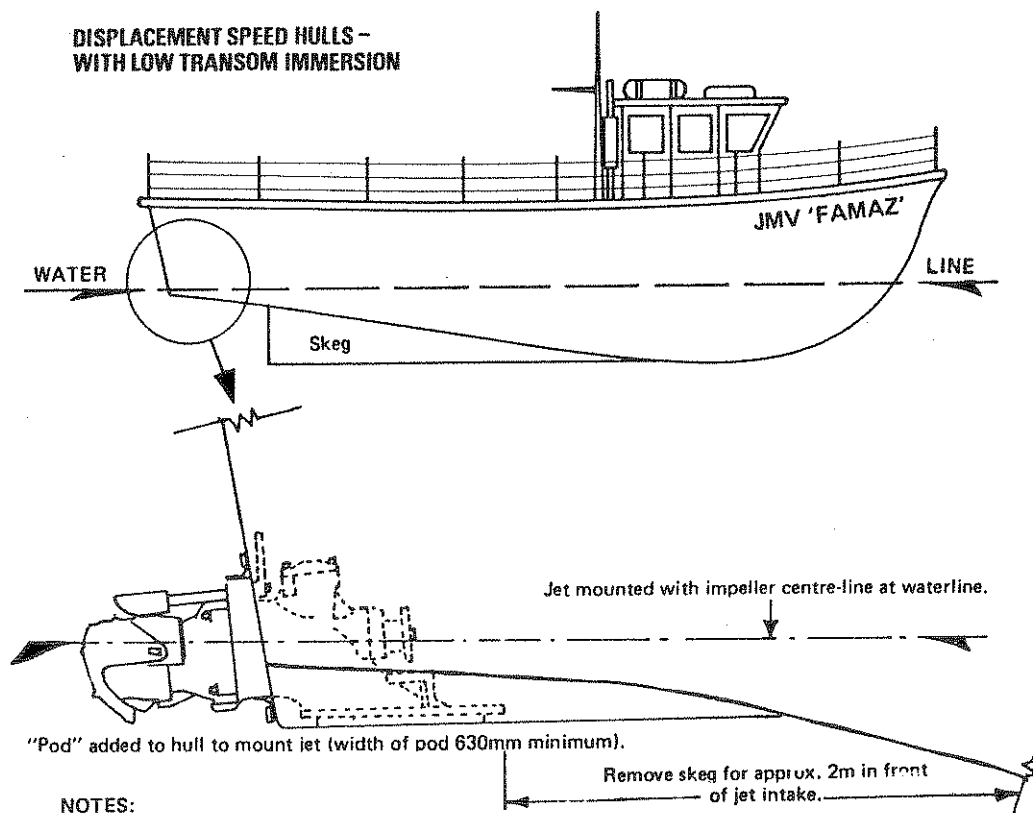 DISPLACEMENT SPEED HULLS –
WITH LOW TRANSOM IMMERSION
JMV 'FAMAZ'
WATER
LINE
Skeg
Jet mounted with impeller centre-line at waterline.
"Pod" added to hull to mount jet (width of pod 630mm minimum).
Remove skeg for approx. 2m in front
of jet intake.
NOTES: